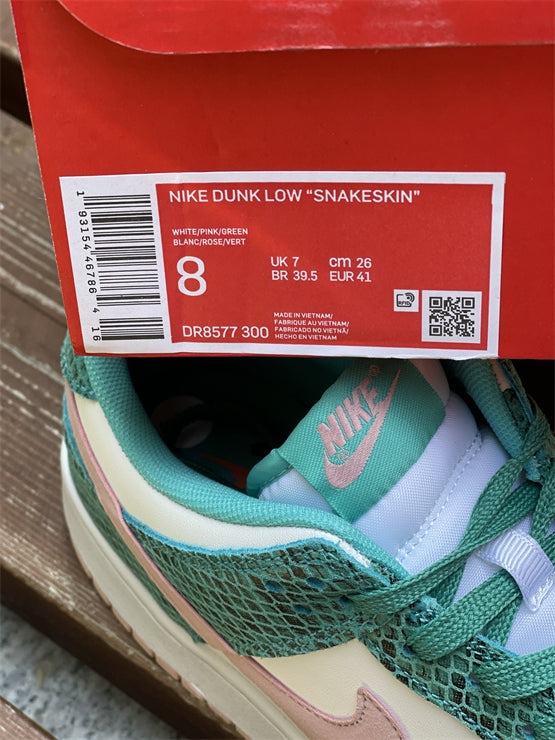 NIKE DUNK LOW “SNAKESKIN”
WHITE/PINK/GREEN
BLANC/ROSE/VERT
8
UK 7 cm 26
BR 39.5 EUR 41
RFID
MADE IN VIETNAM/
FABRIQUE AU VIETNAM/
FABRICADO NO VIETNÃ/
HECHO EN VIETNAM
DR8577 300
1 93154 46786 4 16
NIKE